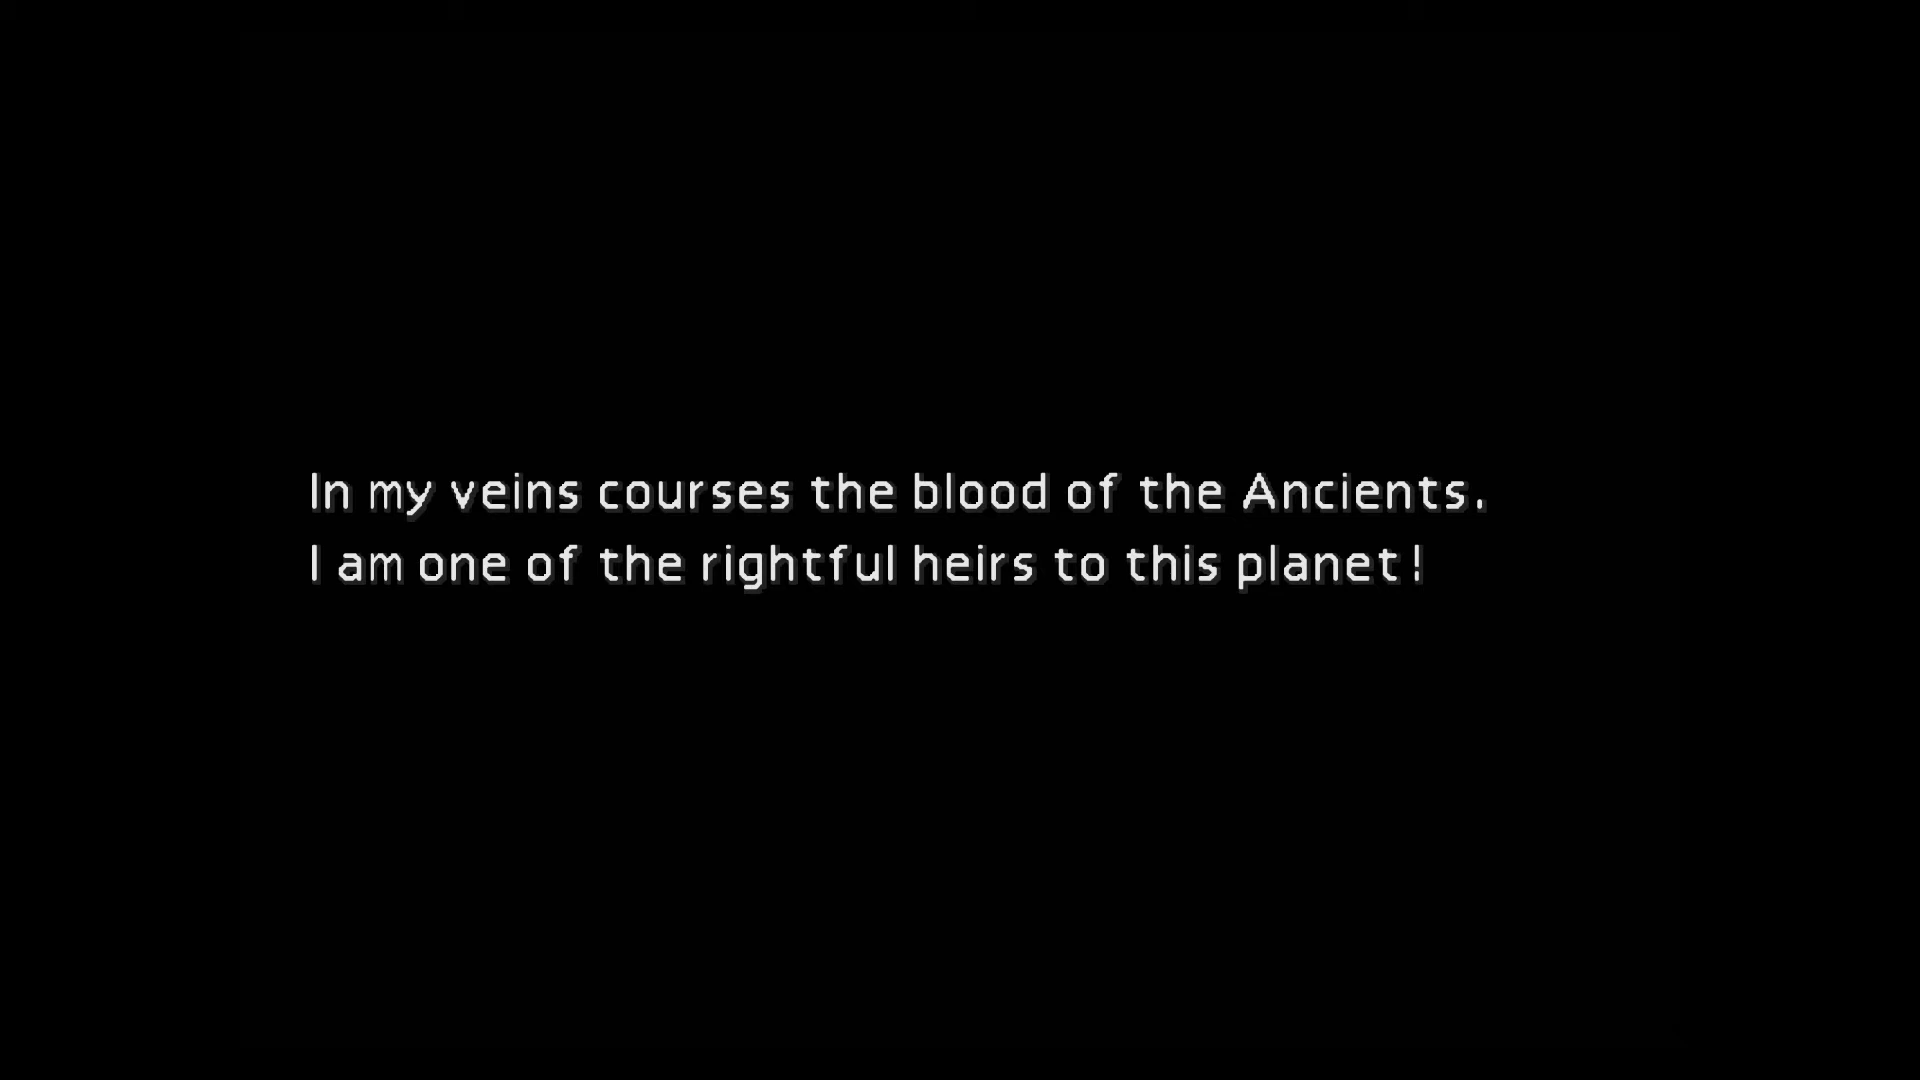 In my veins courses the blood of the Ancients.
I am one of the rightful heirs to this planet!